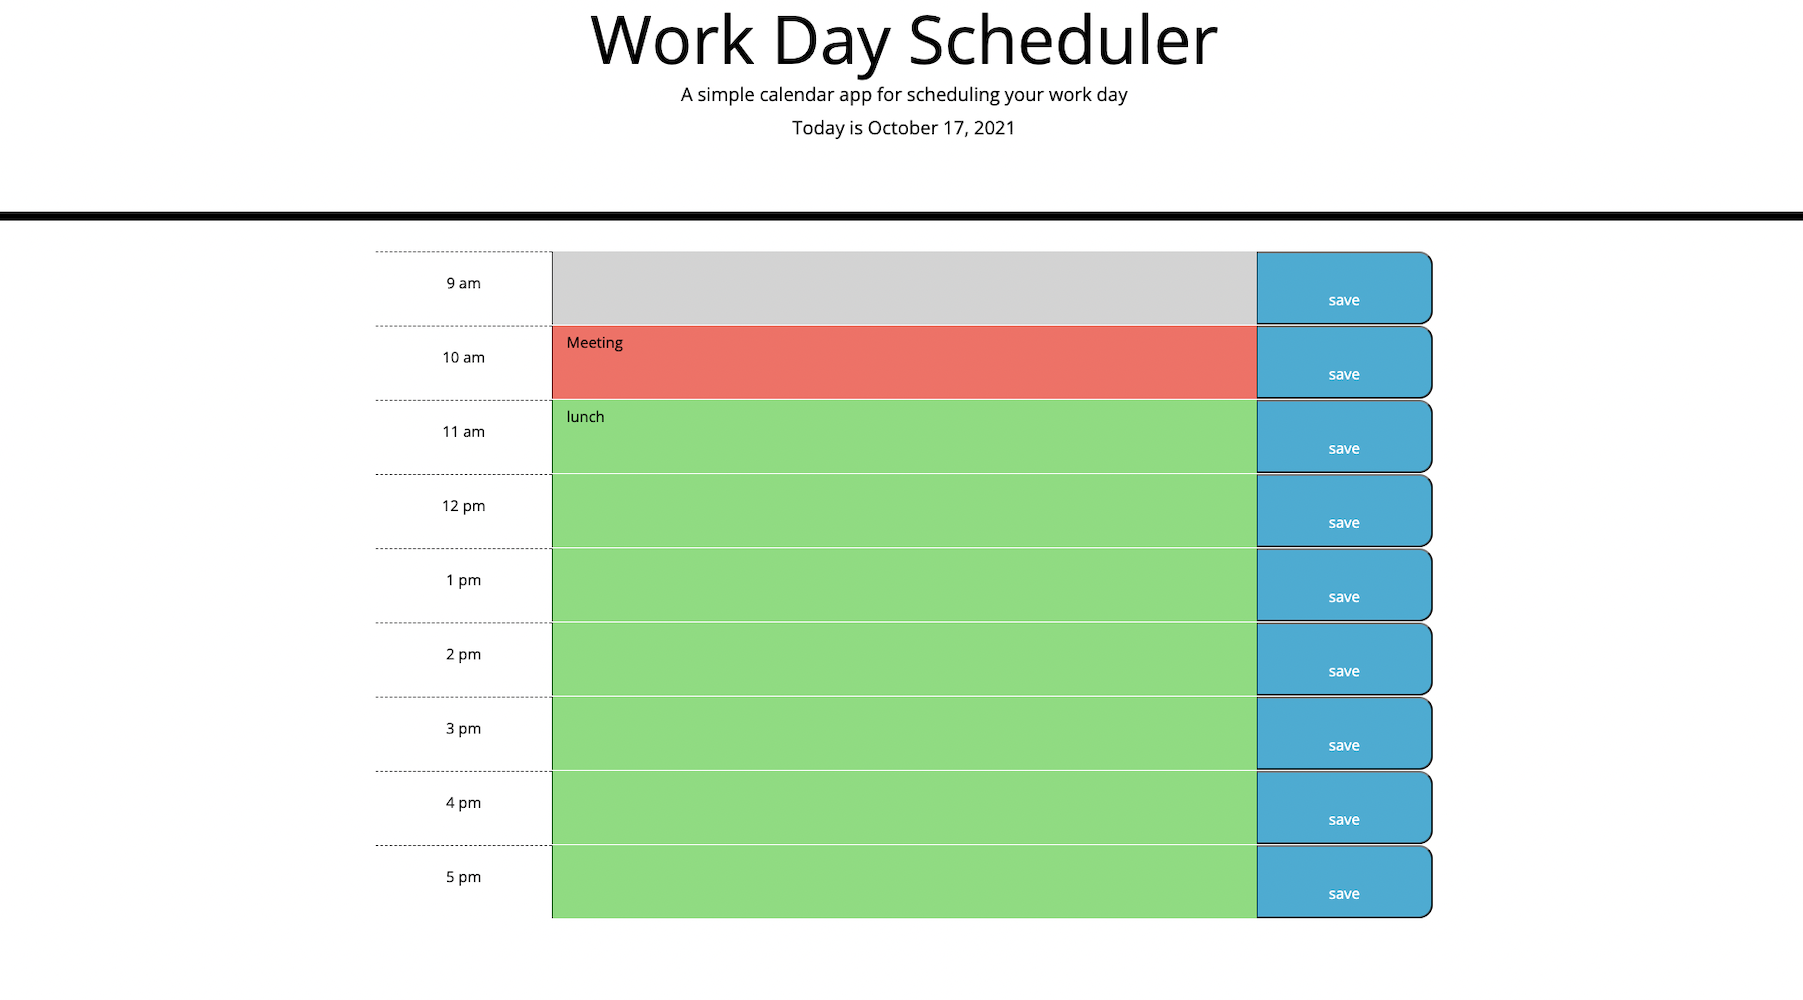 Work Day Scheduler
A simple calendar app for scheduling your work day
Today is October 17, 2021
9 am
save
10 am
Meeting
save
11 am
lunch
save
12 pm
save
1 pm
save
2 pm
save
3 pm
save
4 pm
save
5 pm
save